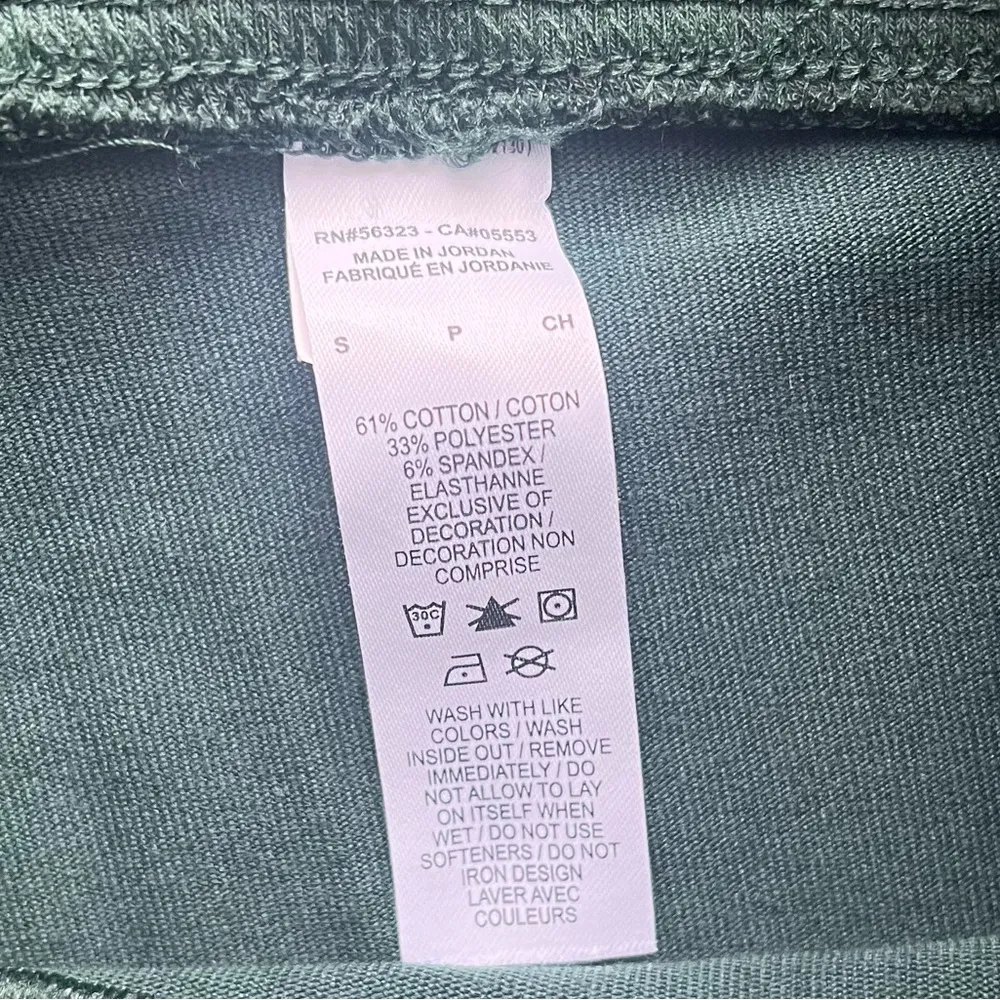 RN#56323 - CA#05553
MADE IN JORDAN
FABRIQUÉ EN JORDANIE
S P CH
61% COTTON / COTON
33% POLYESTER
6% SPANDEX /
ELASTHANNE
EXCLUSIVE OF
DECORATION /
DECORATION NON
COMPRISE
30C
WASH WITH LIKE
COLORS / WASH
INSIDE OUT / REMOVE
IMMEDIATELY / DO
NOT ALLOW TO LAY
ON ITSELF WHEN
WET / DO NOT USE
SOFTENERS / DO NOT
IRON DESIGN
LAVER AVEC
COULEURS